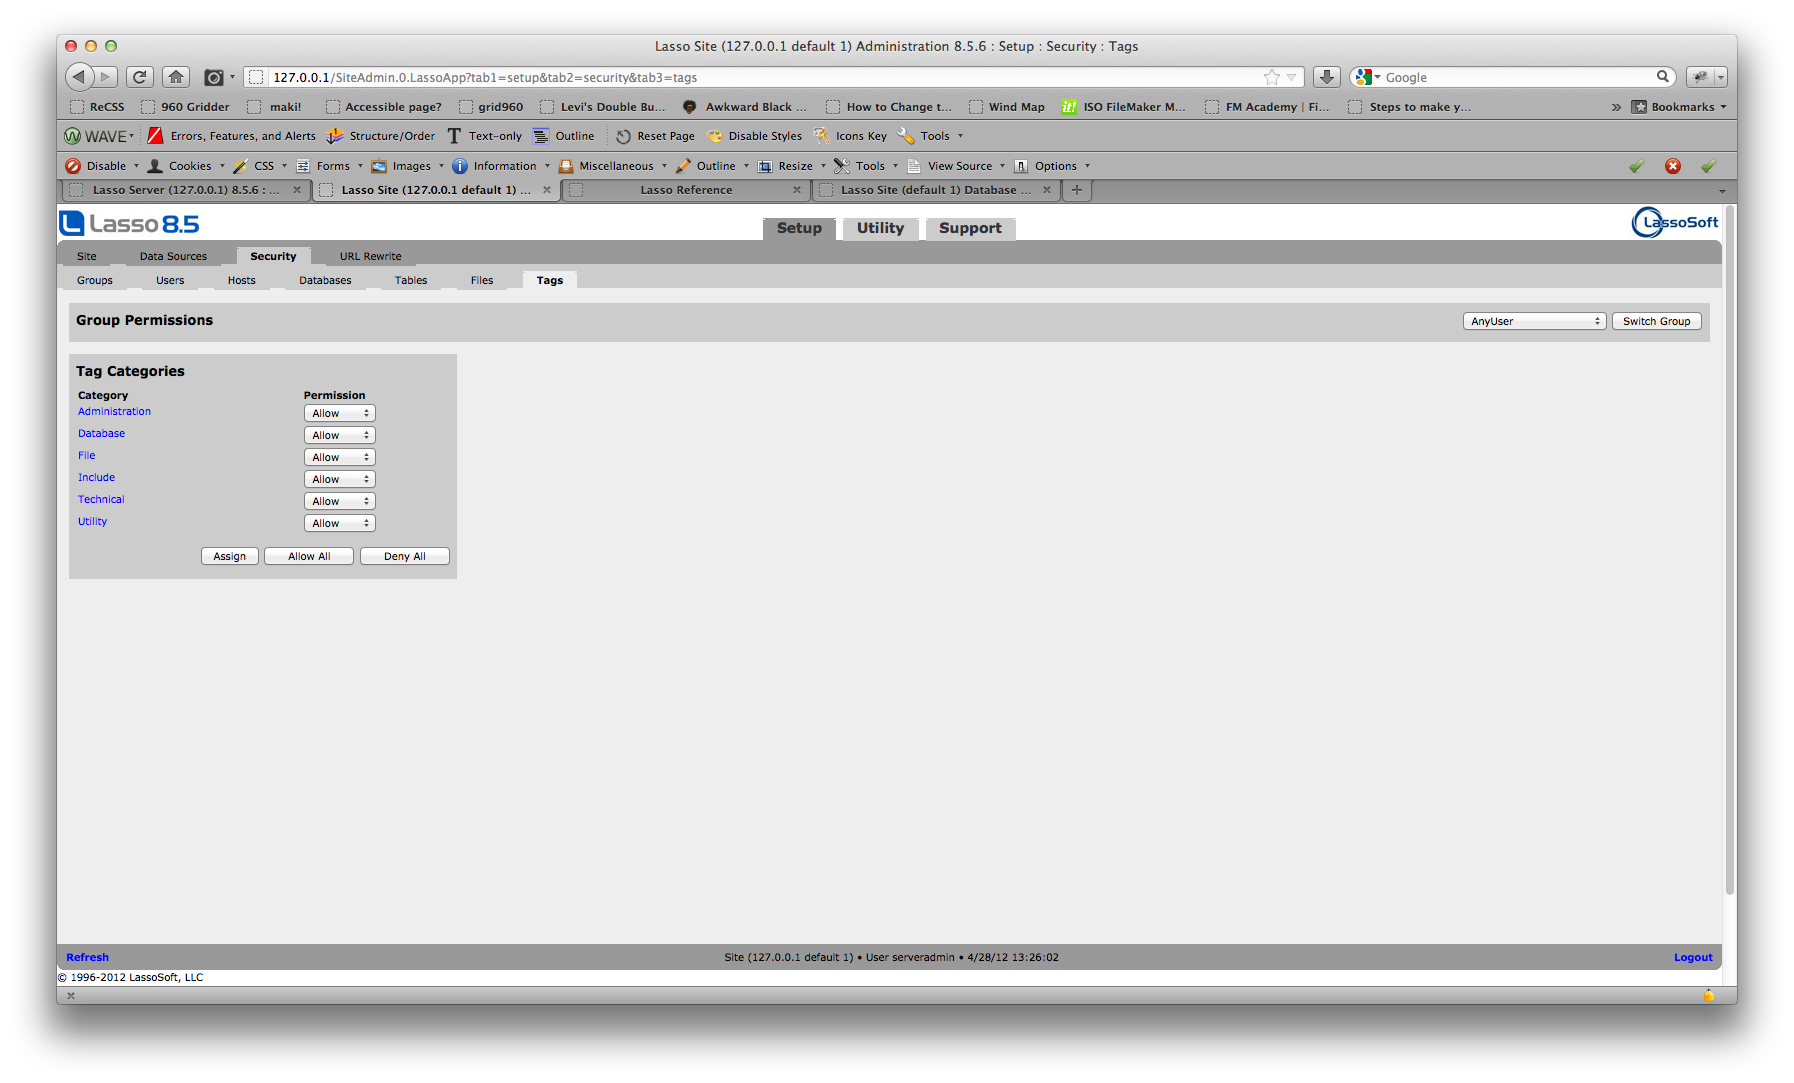 Lasso Site (127.0.0.1 default 1) Administration 8.5.6 : Setup : Security : Tags
127.0.0.1/SiteAdmin.0.LassoApp?tab1=setup&tab2=security&tab3=tags Google
ReCSS 960 Gridder maki! Accessible page? grid960 Levi's Double Bu... Awkward Black ... How to Change t... Wind Map it! ISO FileMaker M... FM Academy | Fi... Steps to make y... » Bookmarks
WAVE Errors, Features, and Alerts Structure/Order T Text-only Outline Reset Page Disable Styles Icons Key Tools
Disable Cookies CSS Forms Images Information Miscellaneous Outline Resize Tools View Source Options
Lasso Server (127.0.0.1) 8.5.6 : ... Lasso Site (127.0.0.1 default 1) ... Lasso Reference Lasso Site (default 1) Database ...
Lasso 8.5 Setup Utility Support LassoSoft
Site Data Sources Security URL Rewrite
Groups Users Hosts Databases Tables Files Tags
Group Permissions AnyUser Switch Group
Tag Categories
Category Permission
Administration Allow
Database Allow
File Allow
Include Allow
Technical Allow
Utility Allow
Assign Allow All Deny All
Refresh Site (127.0.0.1 default 1) • User serveradmin • 4/28/12 13:26:02 Logout
© 1996-2012 LassoSoft, LLC